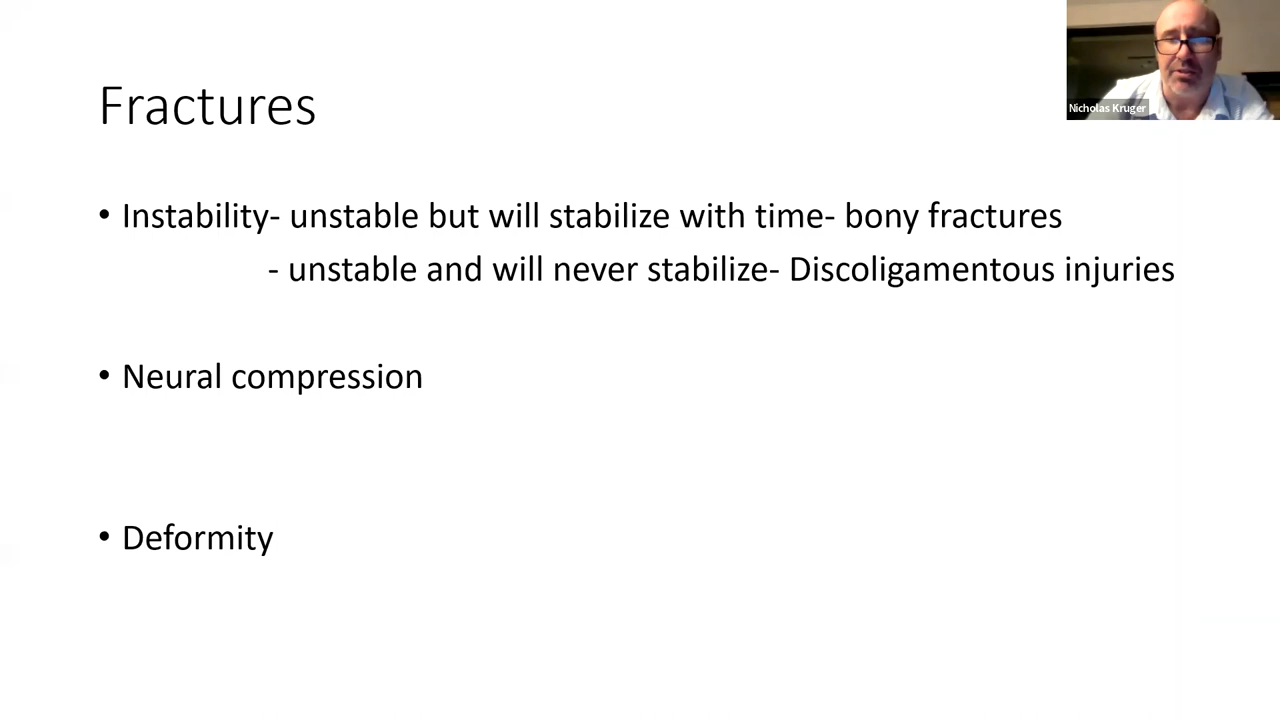 Fractures
Nicholas Kruger
• Instability- unstable but will stabilize with time- bony fractures
- unstable and will never stabilize- Discoligamentous injuries
• Neural compression
• Deformity